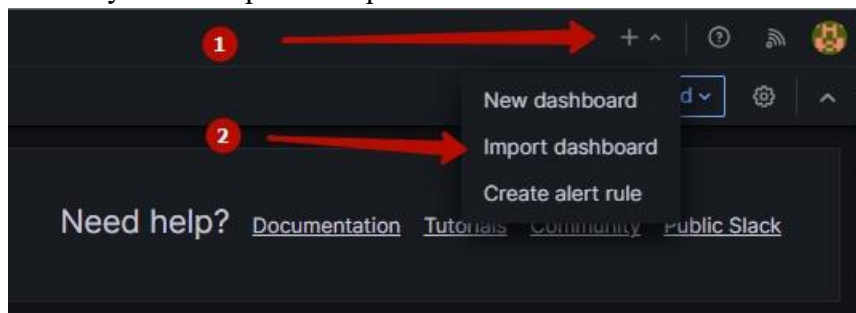 1
+
New dashboard
d
2
Import dashboard
Create alert rule
Need help? Documentation Tutorials Community Public Slack